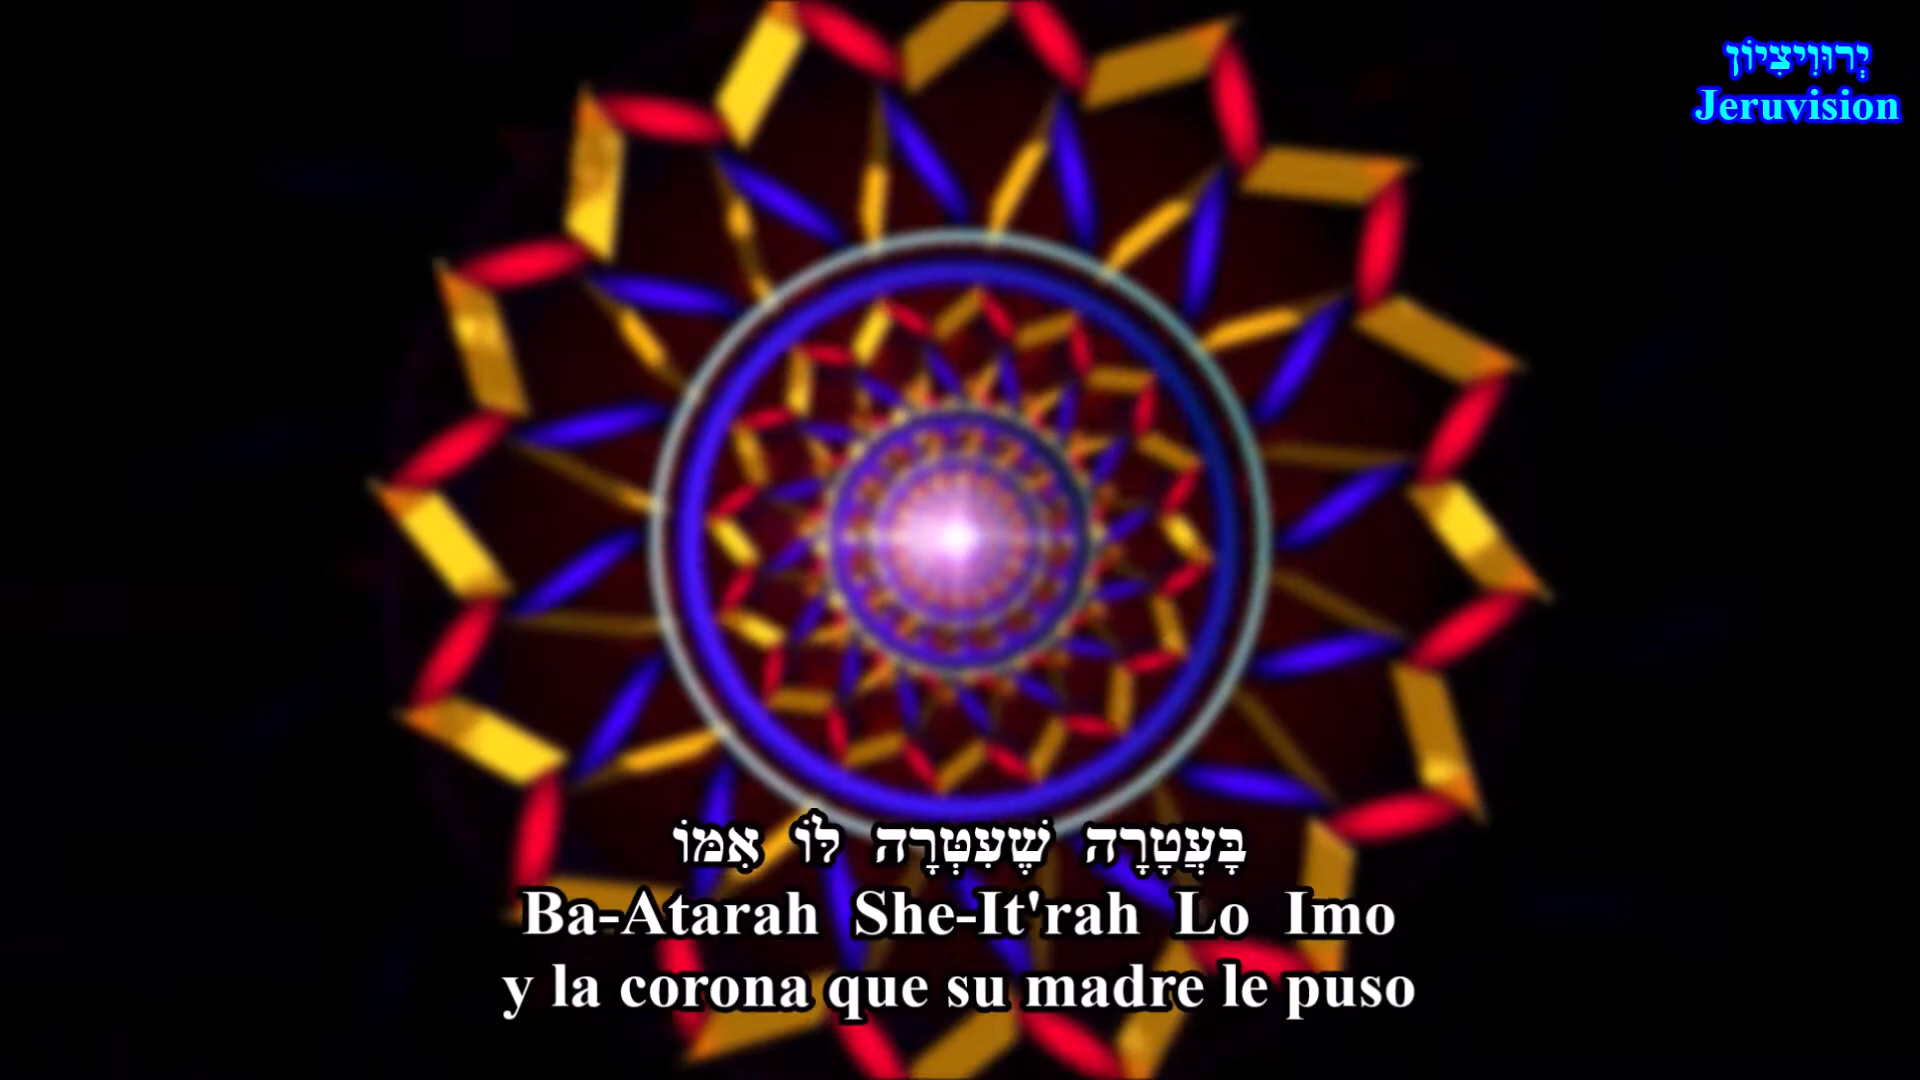 יְרוּוִיצִיוֹן
Jeruvision
בָּעֲטָרָה שֶׁעִטְּרָה לּוֹ אִמּוֹ
Ba-Atarah She-It'rah Lo Imo
y la corona que su madre le puso